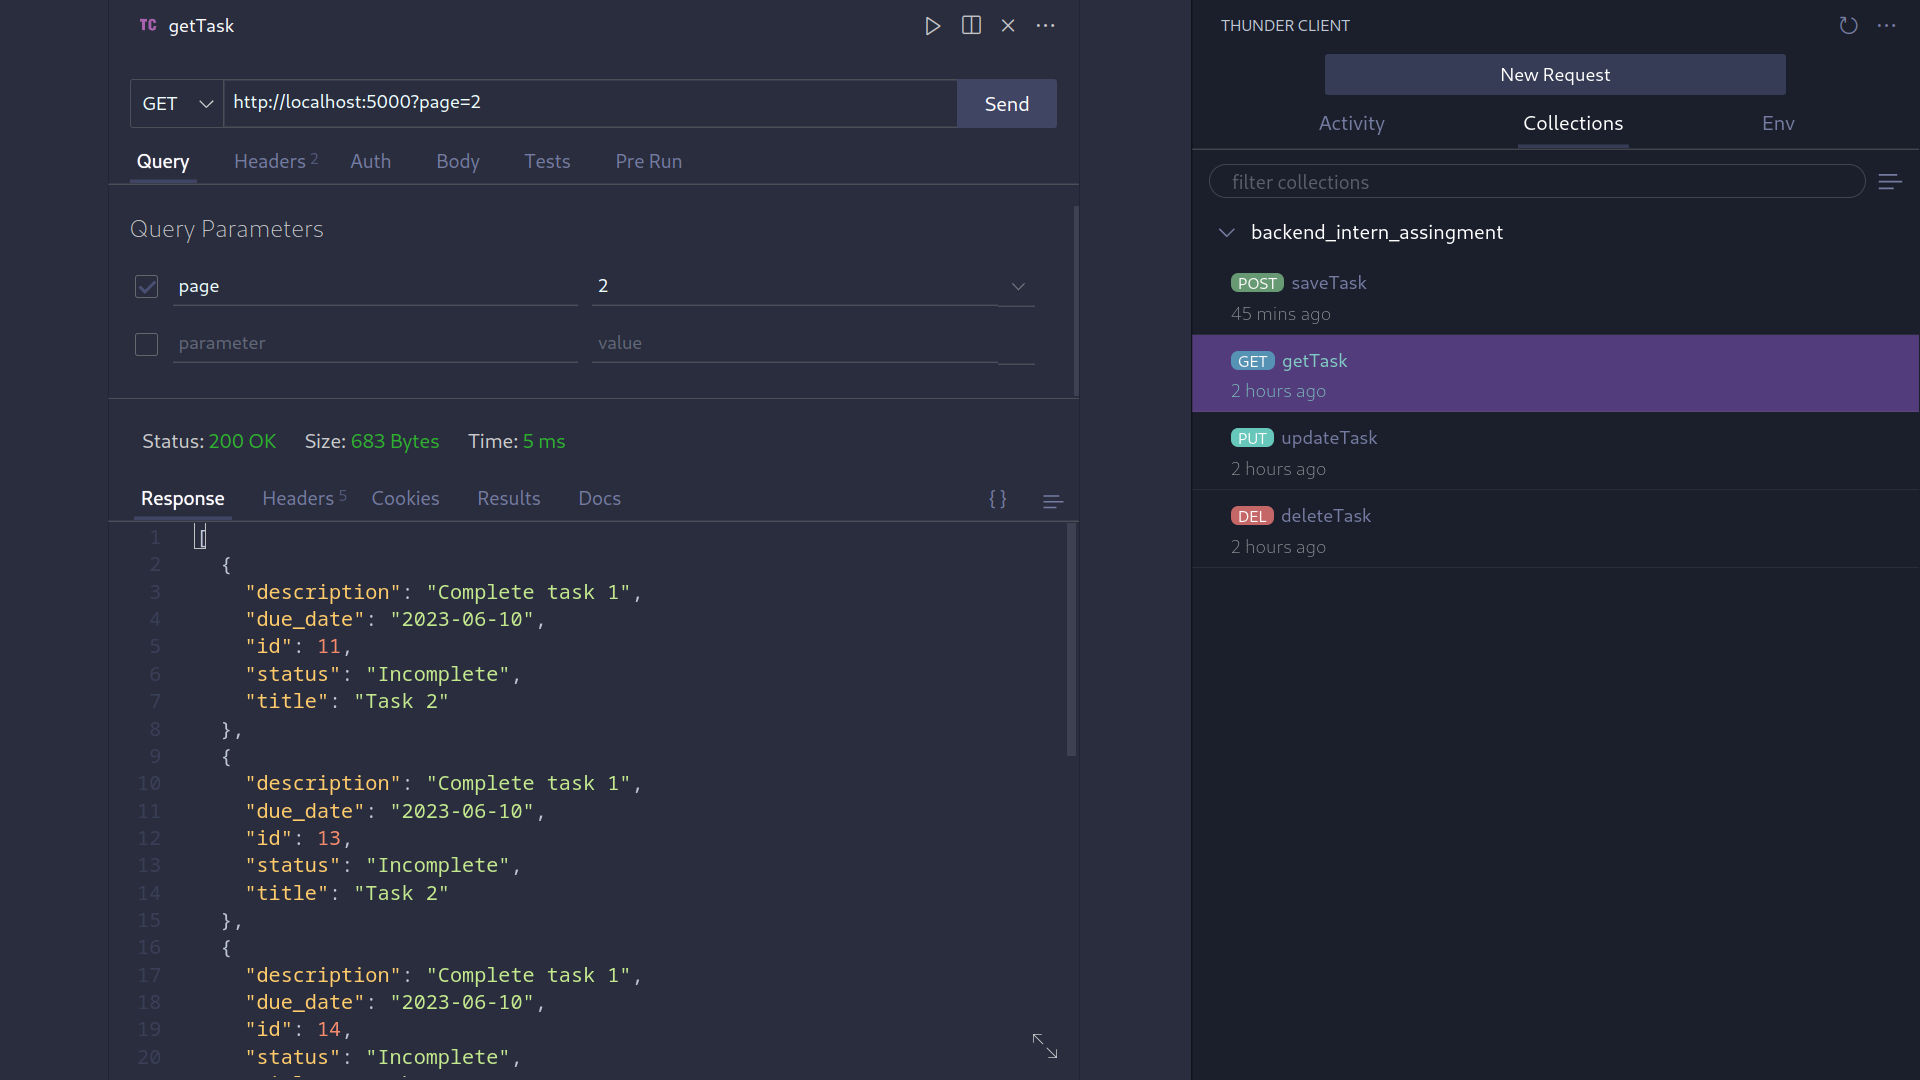 TC getTask
GET http://localhost:5000?page=2 Send
Query Headers 2 Auth Body Tests Pre Run
Query Parameters
page 2
parameter value
Status: 200 OK Size: 683 Bytes Time: 5 ms
Response Headers 5 Cookies Results Docs {}
1 [
2 {
3 "description": "Complete task 1",
4 "due_date": "2023-06-10",
5 "id": 11,
6 "status": "Incomplete",
7 "title": "Task 2"
8 },
9 {
10 "description": "Complete task 1",
11 "due_date": "2023-06-10",
12 "id": 13,
13 "status": "Incomplete",
14 "title": "Task 2"
15 },
16 {
17 "description": "Complete task 1",
18 "due_date": "2023-06-10",
19 "id": 14,
20 "status": "Incomplete",
THUNDER CLIENT
New Request
Activity Collections Env
filter collections
backend_intern_assingment
POST saveTask
45 mins ago
GET getTask
2 hours ago
PUT updateTask
2 hours ago
DEL deleteTask
2 hours ago